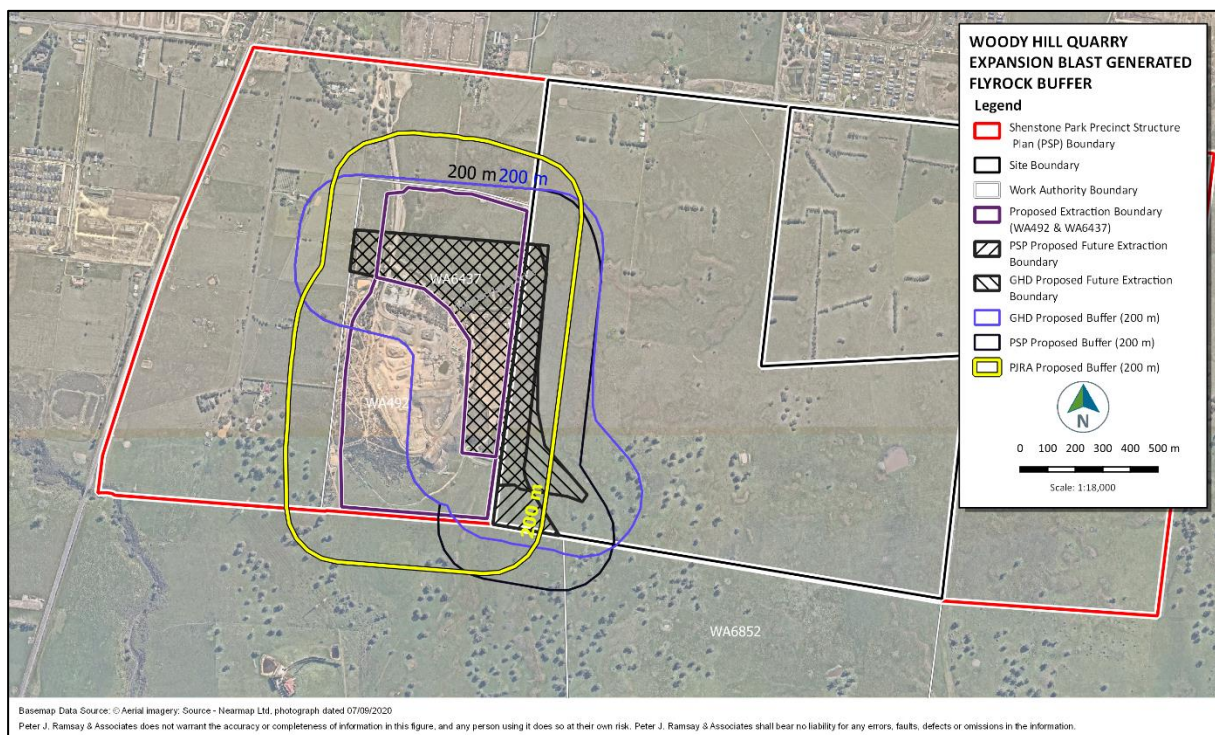 WOODY HILL QUARRY
EXPANSION BLAST GENERATED
FLYROCK BUFFER
Legend
Shenstone Park Precinct Structure
Plan (PSP) Boundary
Site Boundary
Work Authority Boundary
Proposed Extraction Boundary
(WA492 & WA6437)
PSP Proposed Future Extraction
Boundary
GHD Proposed Future Extraction
Boundary
GHD Proposed Buffer (200 m)
PSP Proposed Buffer (200 m)
PJRA Proposed Buffer (200 m)
N
0 100 200 300 400 500 m
Scale: 1:18,000
200 m 200 m
WA6437
WA492
200 m
WA6852
Basemap Data Source: © Aerial imagery: Source - Nearmap Ltd, photograph dated 07/09/2020
Peter J. Ramsay & Associates does not warrant the accuracy or completeness of information in this figure, and any person using it does so at their own risk. Peter J. Ramsay & Associates shall bear no liability for any errors, faults, defects or omissions in the information.